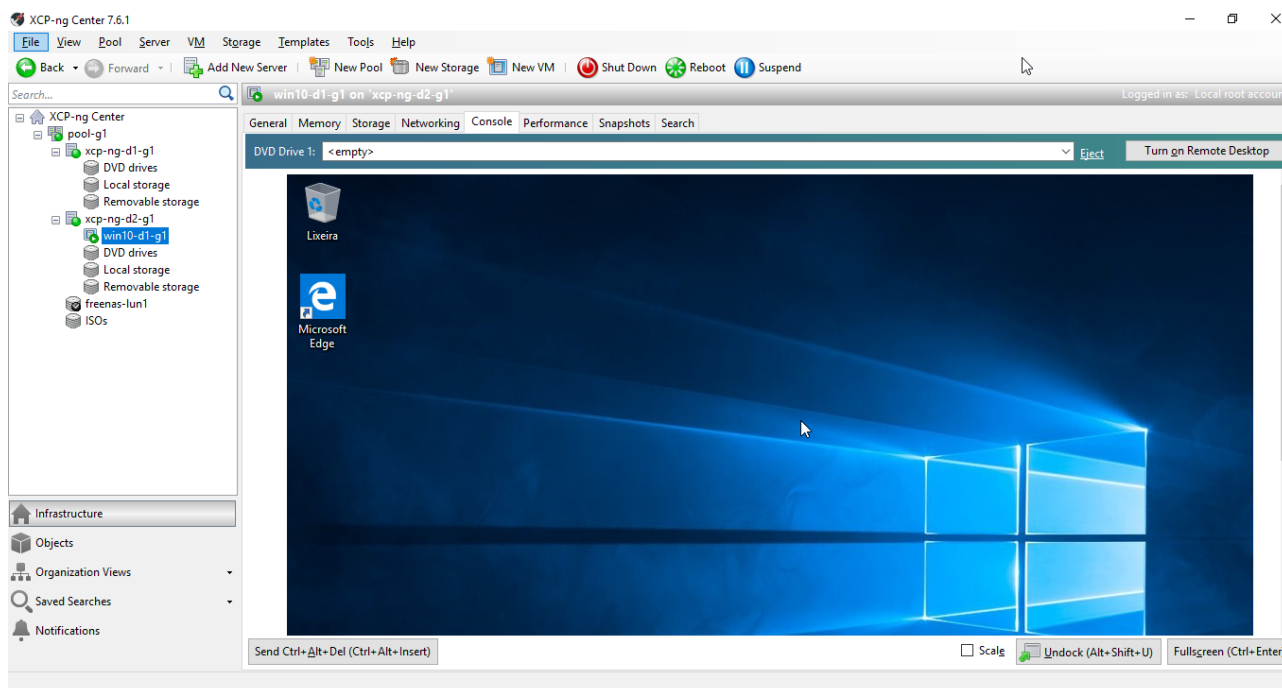 XCP-ng Center 7.6.1
File View Pool Server VM Storage Templates Tools Help
Back Forward Add New Server New Pool New Storage New VM Shut Down Reboot Suspend
Search...
win10-d1-g1 on 'xcp-ng-d2-g1'
Logged in as: Local root accoun
XCP-ng Center
pool-g1
xcp-ng-d1-g1
DVD drives
Local storage
Removable storage
xcp-ng-d2-g1
win10-d1-g1
DVD drives
Local storage
Removable storage
freenas-lun1
ISOs
General Memory Storage Networking Console Performance Snapshots Search
DVD Drive 1: <empty> Eject Turn on Remote Desktop
Lixeira
Microsoft
Edge
Infrastructure
Objects
Organization Views
Saved Searches
Notifications
Send Ctrl+Alt+Del (Ctrl+Alt+Insert) Scale Undock (Alt+Shift+U) Fullscreen (Ctrl+Enter